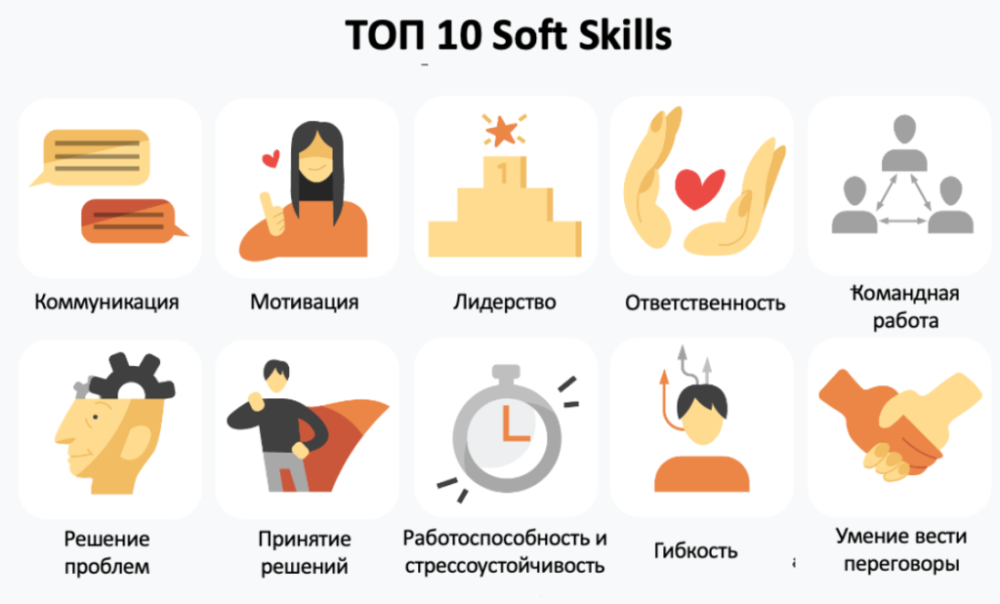 ТОП 10 Soft Skills
1
Коммуникация
Мотивация
Лидерство
Ответственность
Командная
работа
Решение
проблем
Принятие
решений
Работоспособность и
стрессоустойчивость
Гибкость
Умение вести
переговоры